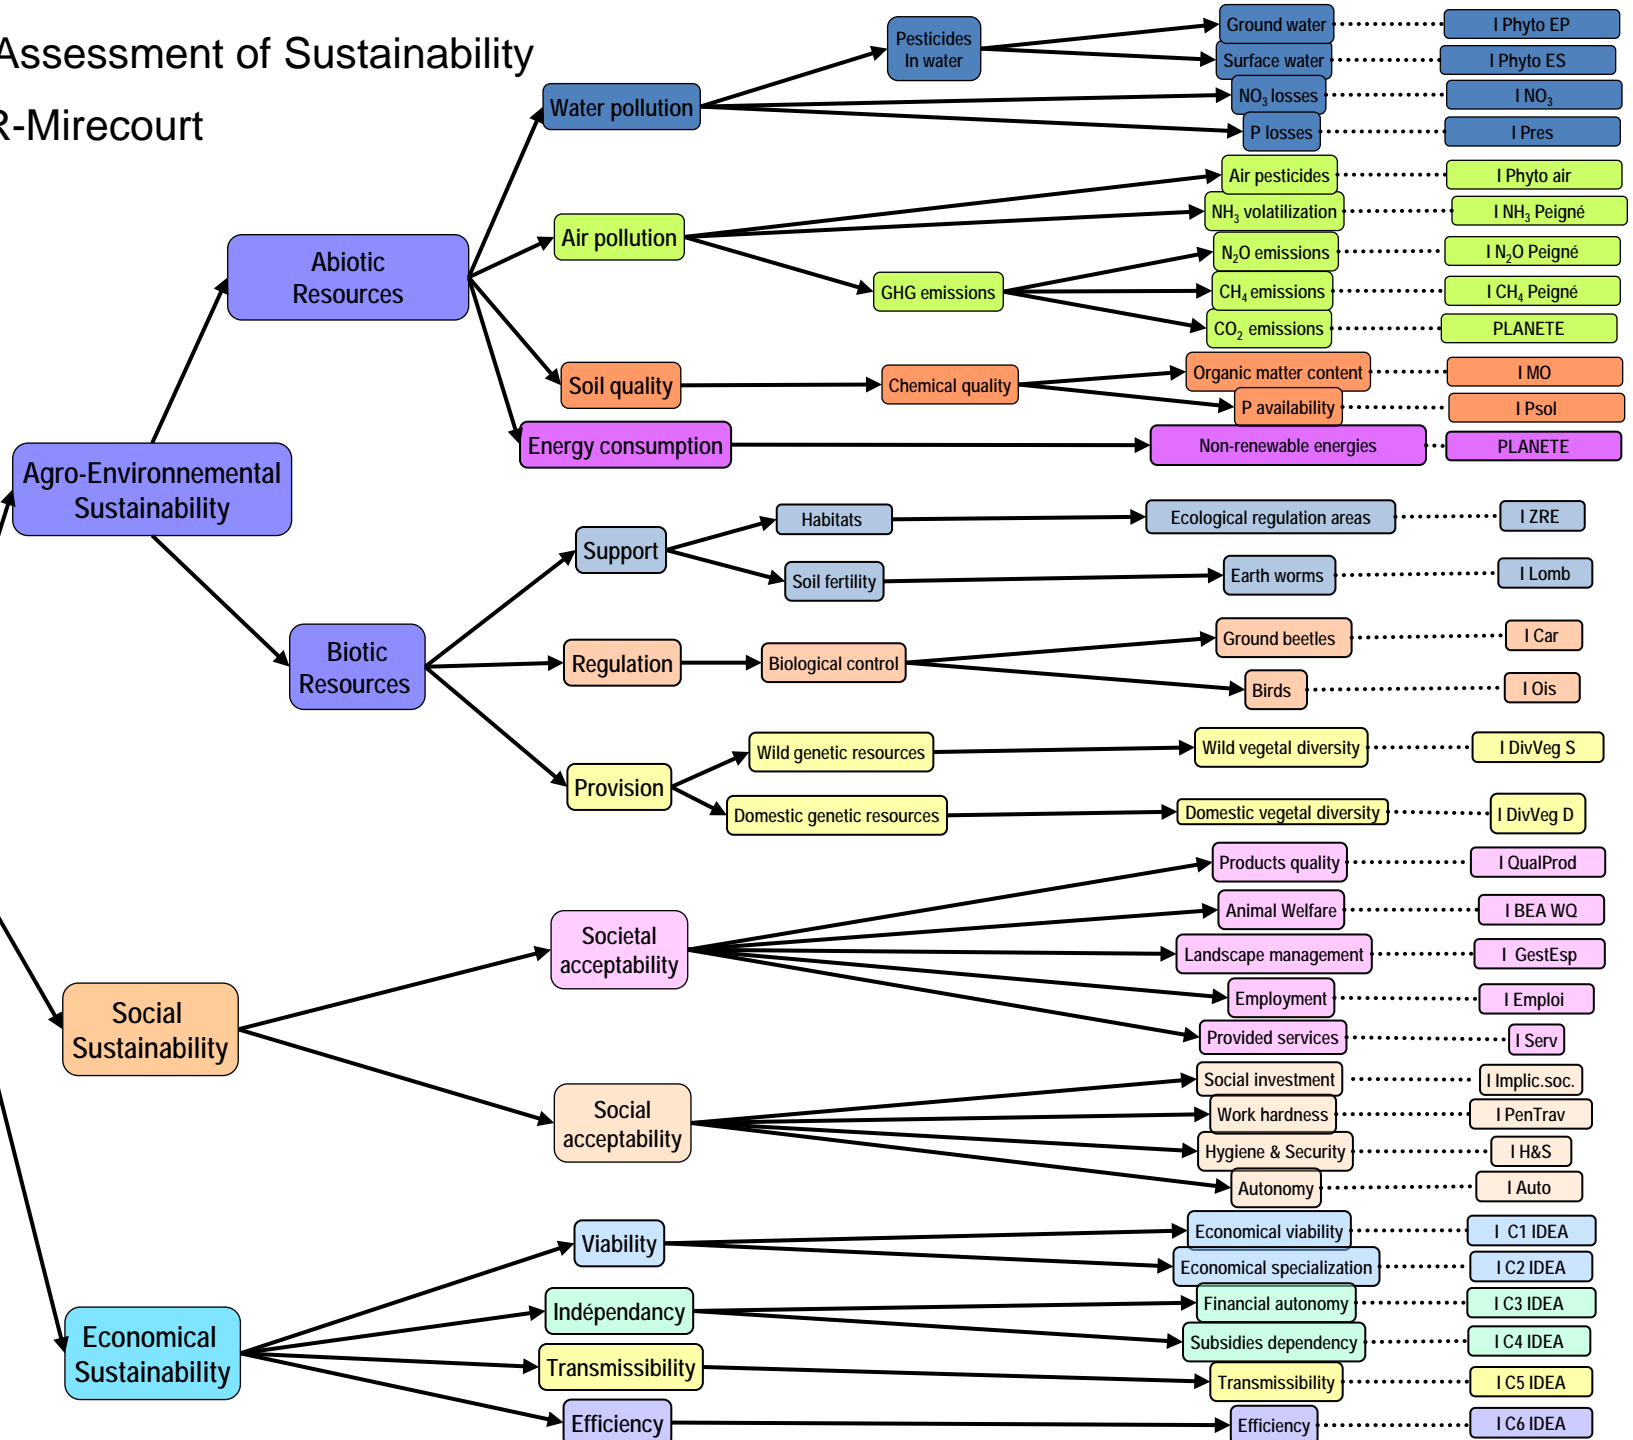 Assessment of Sustainability
R-Mirecourt
Agro-Environnemental
Sustainability
Abiotic
Resources
Water pollution
Pesticides
In water
Ground water
I Phyto EP
Surface water
I Phyto ES
NO₃ losses
I NO₃
P losses
I Pres
Air pollution
Air pesticides
I Phyto air
NH₃ volatilization
I NH₃ Peigné
GHG emissions
N₂O emissions
I N₂O Peigné
CH₄ emissions
I CH₄ Peigné
CO₂ emissions
PLANETE
Soil quality
Chemical quality
Organic matter content
I MO
P availability
I Psol
Energy consumption
Non-renewable energies
PLANETE
Biotic
Resources
Support
Habitats
Ecological regulation areas
I ZRE
Soil fertility
Earth worms
I Lomb
Regulation
Biological control
Ground beetles
I Car
Birds
I Ois
Provision
Wild genetic resources
Wild vegetal diversity
I DivVeg S
Domestic genetic resources
Domestic vegetal diversity
I DivVeg D
Social
Sustainability
Societal
acceptability
Products quality
I QualProd
Animal Welfare
I BEA WQ
Landscape management
I GestEsp
Employment
I Emploi
Provided services
I Serv
Social
acceptability
Social investment
I Implic.soc.
Work hardness
I PenTrav
Hygiene & Security
I H&S
Autonomy
I Auto
Economical
Sustainability
Viability
Economical viability
I C1 IDEA
Economical specialization
I C2 IDEA
Indépendancy
Financial autonomy
I C3 IDEA
Subsidies dependency
I C4 IDEA
Transmissibility
Transmissibility
I C5 IDEA
Efficiency
Efficiency
I C6 IDEA